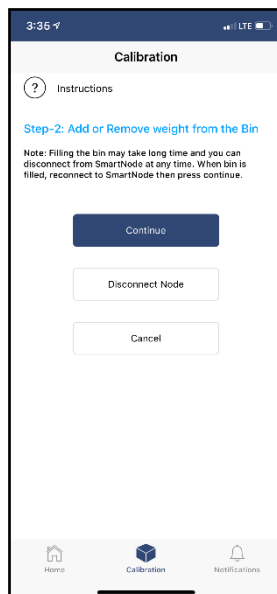 3:35
LTE
Calibration
?
Instructions
Step-2: Add or Remove weight from the Bin
Note: Filling the bin may take long time and you can
disconnect from SmartNode at any time. When bin is
filled, reconnect to SmartNode then press continue.
Continue
Disconnect Node
Cancel
Home
Calibration
Notifications